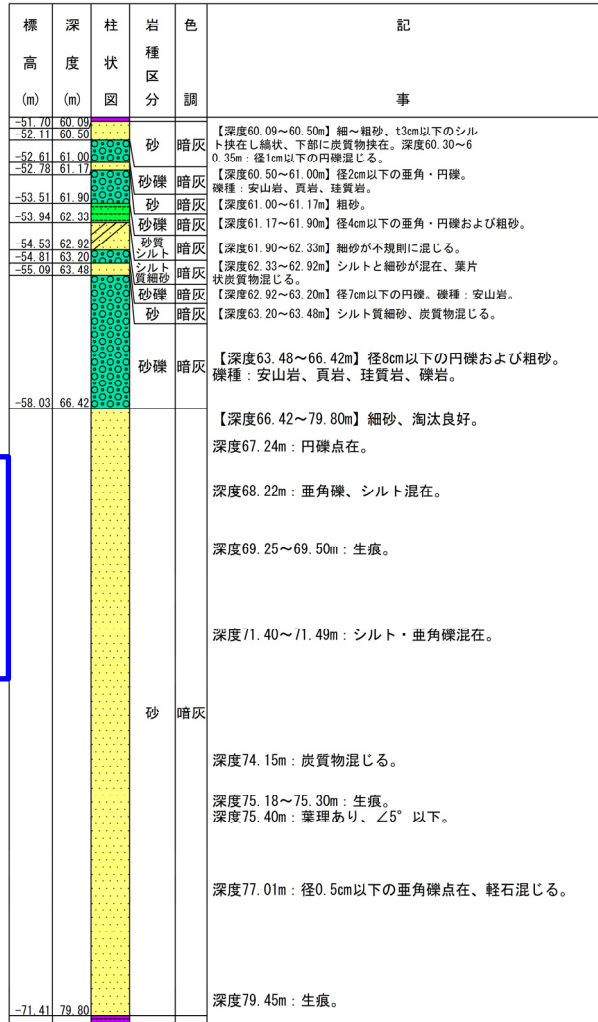 標高(m) 深度(m) 柱状図 岩種区分 色調 記事
-51.70 60.09
-52.11 60.50 砂 暗灰 【深度60.09～60.50m】細～粗砂、t3cm以下のシル
ト挟在し縞状、下部に炭質物挟在。深度60.30～6
0.35m：径1cm以下の円礫混じる。
-52.61 61.00 砂礫 暗灰 【深度60.50～61.00m】径2cm以下の亜角・円礫。
礫種：安山岩、頁岩、珪質岩。
-52.78 61.17 砂 暗灰 【深度61.00～61.17m】粗砂。
-53.51 61.90 砂礫 暗灰 【深度61.17～61.90m】径4cm以下の亜角・円礫および粗砂。
-53.94 62.33 砂質シルト 暗灰 【深度61.90～62.33m】細砂が不規則に混じる。
-54.53 62.92 シルト質細砂 暗灰 【深度62.33～62.92m】シルトと細砂が混在、葉片
状炭質物混じる。
-54.81 63.20 砂礫 暗灰 【深度62.92～63.20m】径7cm以下の円礫。礫種：安山岩。
-55.09 63.48 砂 暗灰 【深度63.20～63.48m】シルト質細砂、炭質物混じる。
-58.03 66.42 砂礫 暗灰 【深度63.48～66.42m】径8cm以下の円礫および粗砂。
礫種：安山岩、頁岩、珪質岩、礫岩。
-71.41 79.80 砂 暗灰 【深度66.42～79.80m】細砂、淘汰良好。
深度67.24m：円礫点在。
深度68.22m：亜角礫、シルト混在。
深度69.25～69.50m：生痕。
深度71.40～71.49m：シルト・亜角礫混在。
深度74.15m：炭質物混じる。
深度75.18～75.30m：生痕。
深度75.40m：葉理あり、∠5°以下。
深度77.01m：径0.5cm以下の亜角礫点在、軽石混じる。
深度79.45m：生痕。